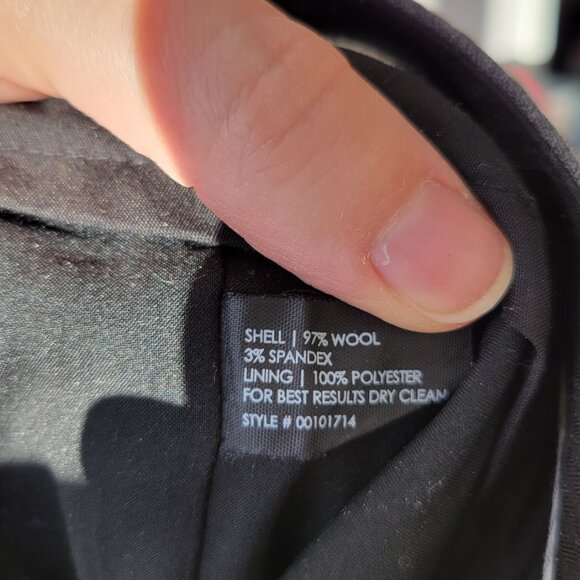 SHELL | 97% WOOL
3% SPANDEX
LINING | 100% POLYESTER
FOR BEST RESULTS DRY CLEAN
STYLE # 00101714